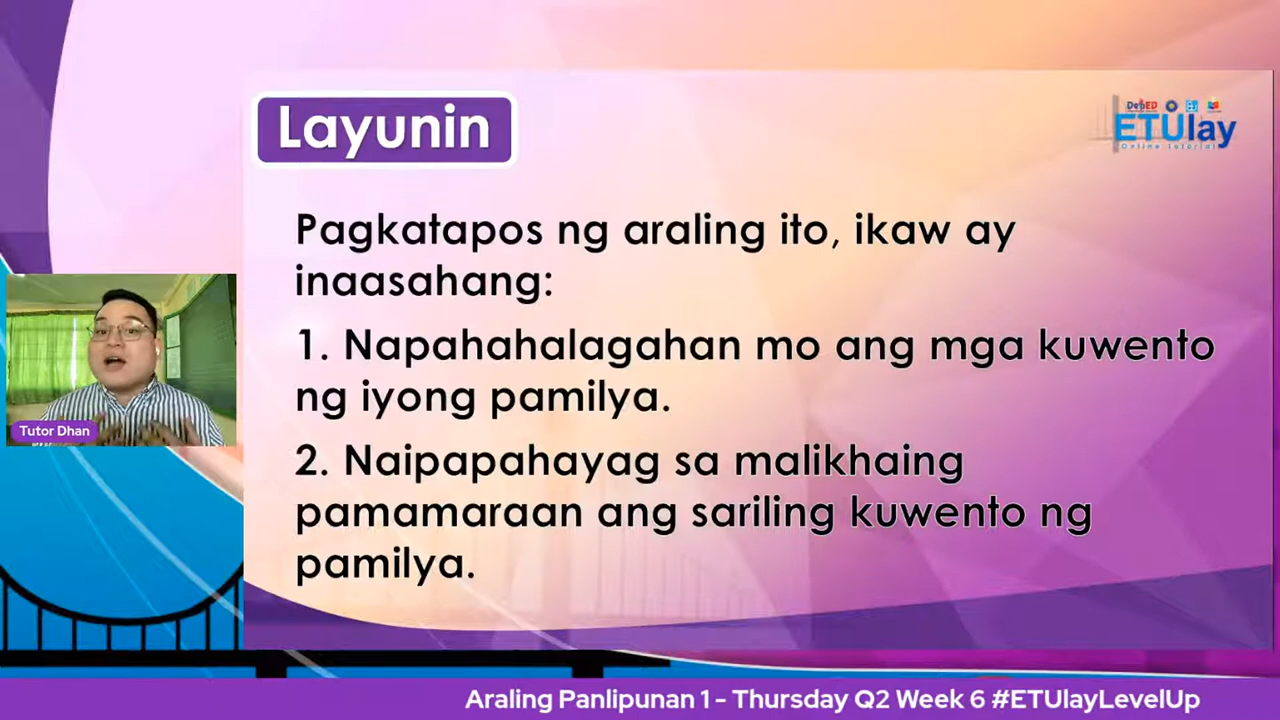 Layunin
DepED
ETUlay
Online Tutorial
Pagkatapos ng araling ito, ikaw ay
inaasahang:
1. Napahahalagahan mo ang mga kuwento
ng iyong pamilya.
2. Naipapahayag sa malikhaing
pamamaraan ang sariling kuwento ng
pamilya.
Tutor Dhan
Araling Panlipunan 1 - Thursday Q2 Week 6 #ETUlayLevelUp